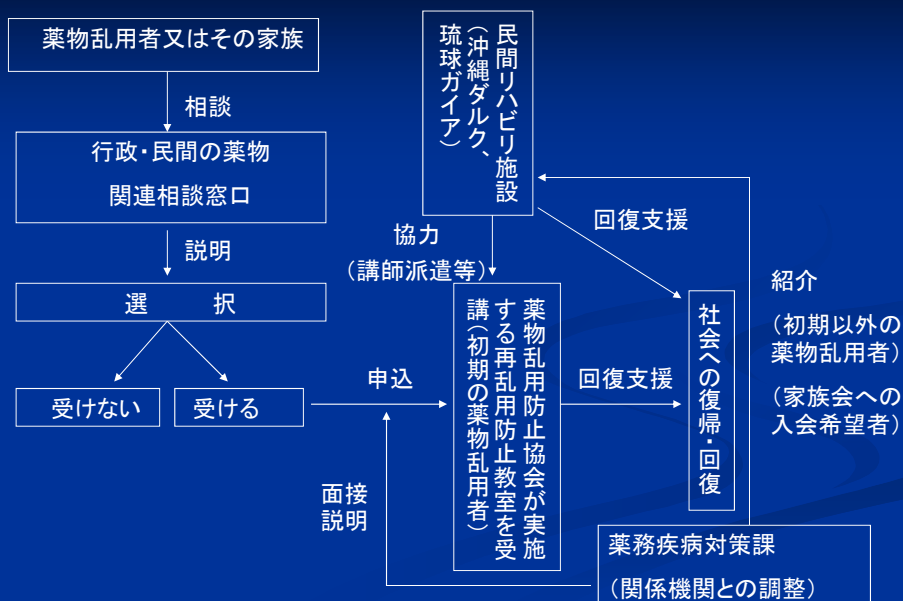 薬物乱用者又はその家族
相談
行政・民間の薬物
関連相談窓口
説明
選　　択
受けない
受ける
申込
面接
説明
民間リハビリ施設
(沖縄ダルク、
琉球ガイア)
協力
(講師派遣等)
薬物乱用防止協会が実施
する再乱用防止教室を受
講(初期の薬物乱用者)
回復支援
回復支援
社会への復帰・回復
紹介
(初期以外の
薬物乱用者)
(家族会への
入会希望者)
薬務疾病対策課
(関係機関との調整)